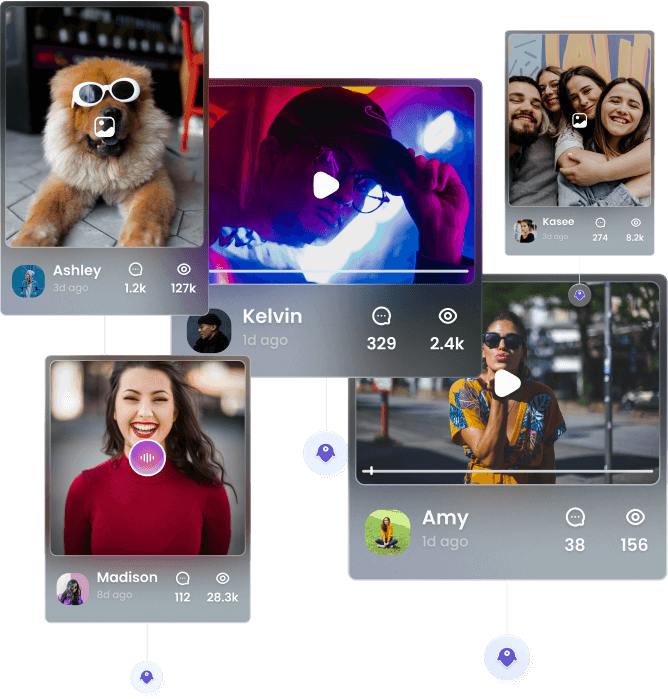 Ashley
3d ago
1.2k
127k
Kelvin
1d ago
329
2.4k
Kasee
3d ago
274
8.2k
Madison
8d ago
112
28.3k
Amy
1d ago
38
156